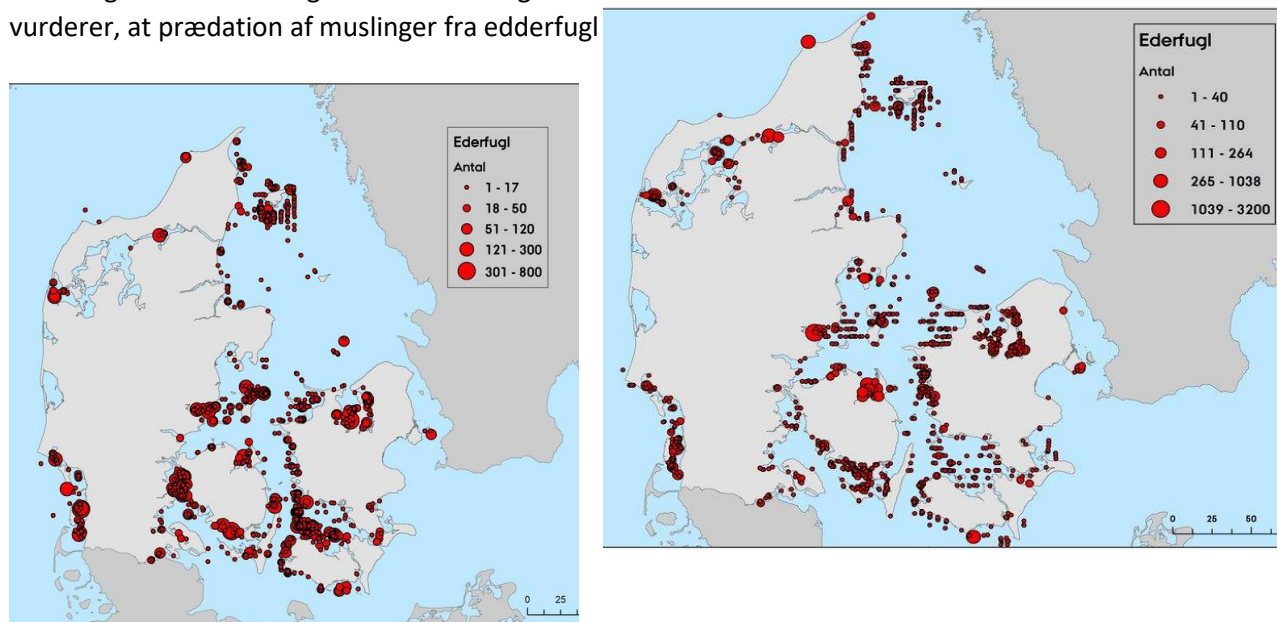 vurderer, at prædation af muslinger fra edderfugl
Ederfugl
Antal
1 - 17
18 - 50
51 - 120
121 - 300
301 - 800
0 25
Ederfugl
Antal
1 - 40
41 - 110
111 - 264
265 - 1038
1039 - 3200
0 25 50